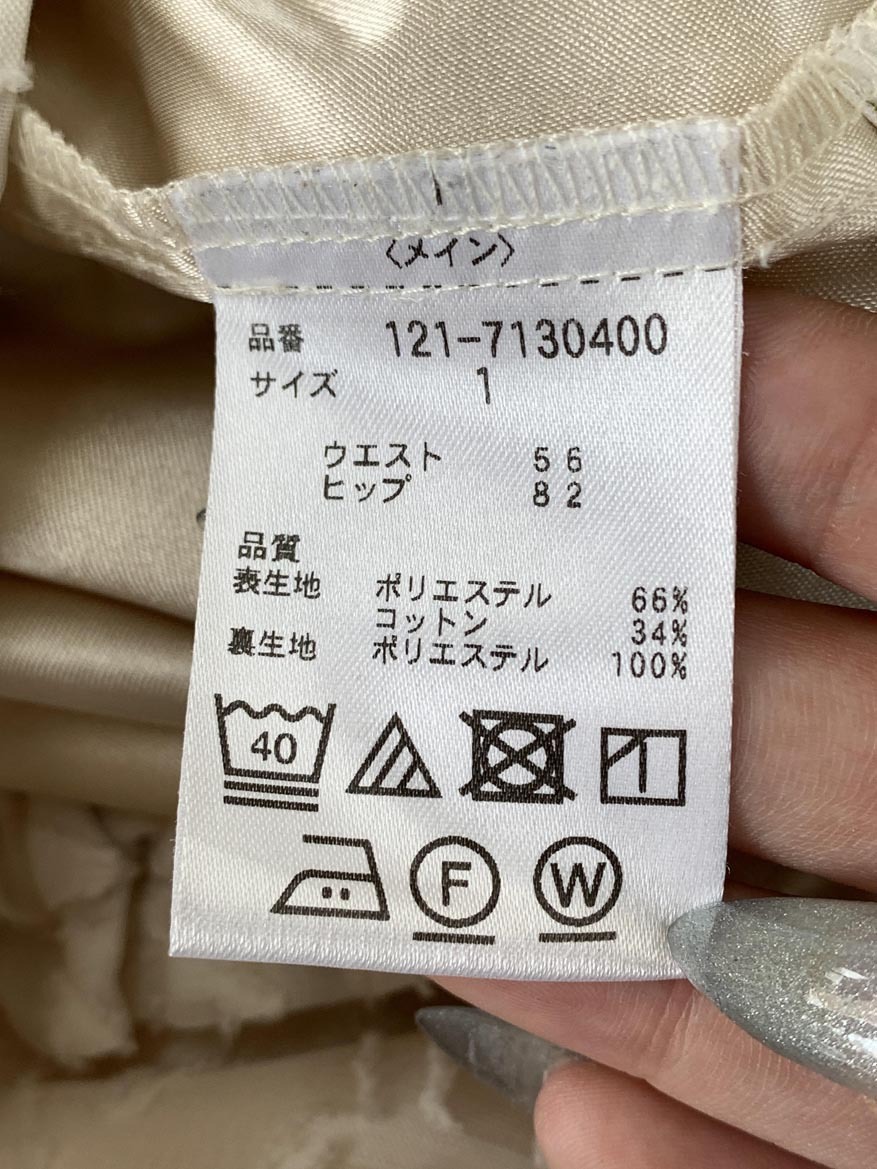 〈メイン〉
品番 121-7130400
サイズ 1
ウエスト 56
ヒップ 82
品質
表生地 ポリエステル 66%
コットン 34%
裏生地 ポリエステル 100%
40
F W